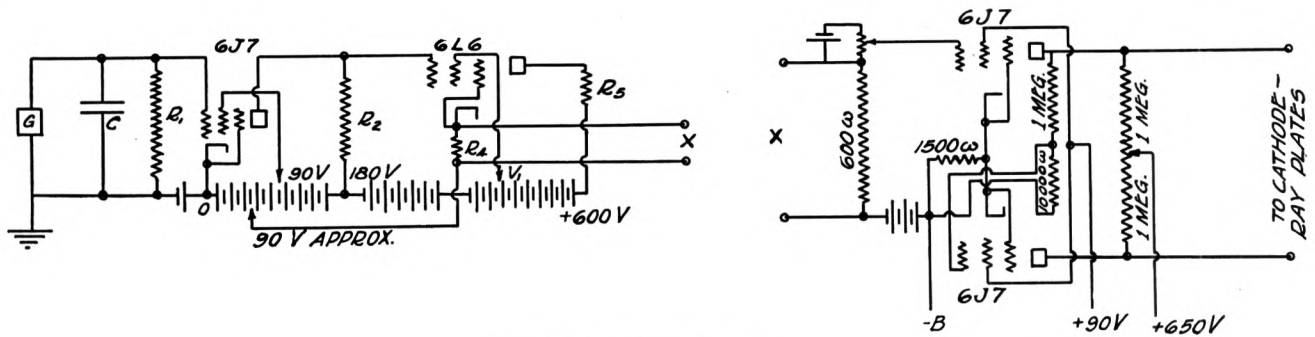 6J7
6L6
G
C
R₁
R₂
R₅
R₄
X
0
90V
180V
V₁
+600V
90 V APPROX.
6J7
X
600ω
1500ω
1 MEG.
10000ω
1 MEG.
1 MEG.
TO CATHODE-
RAY PLATES
6J7
-B
+90V
+650V